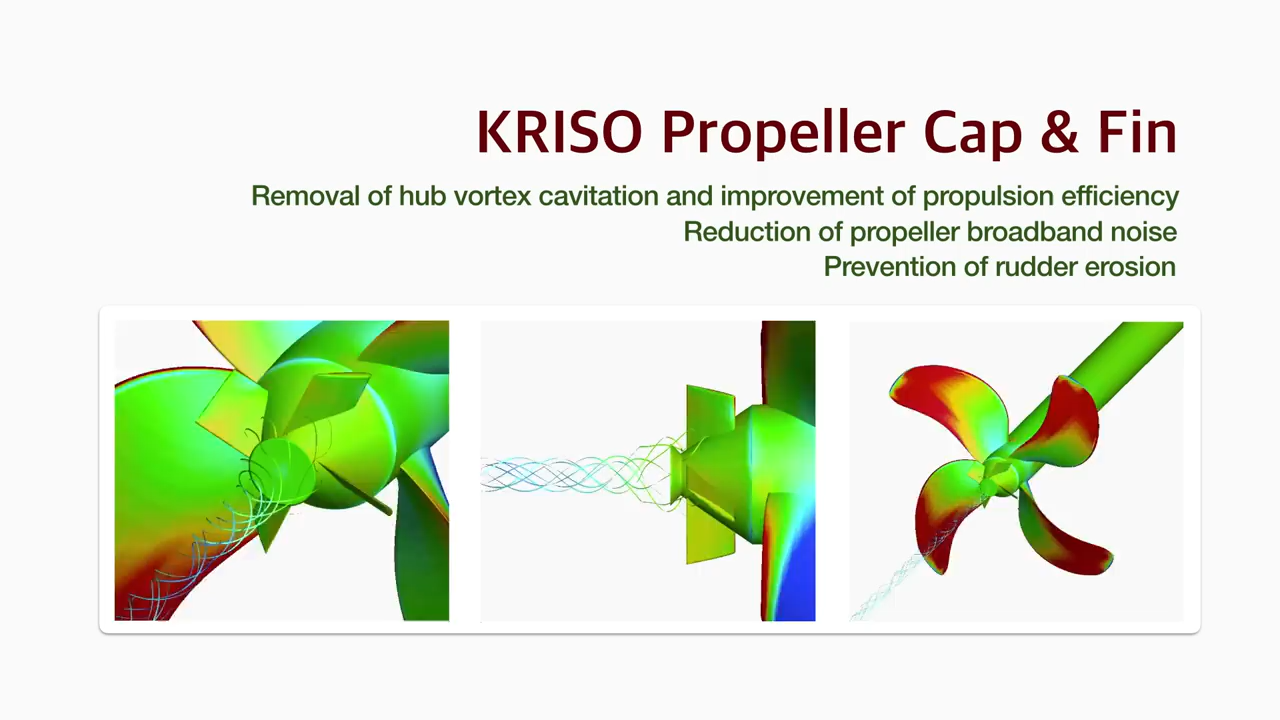 KRISO Propeller Cap & Fin
Removal of hub vortex cavitation and improvement of propulsion efficiency
Reduction of propeller broadband noise
Prevention of rudder erosion